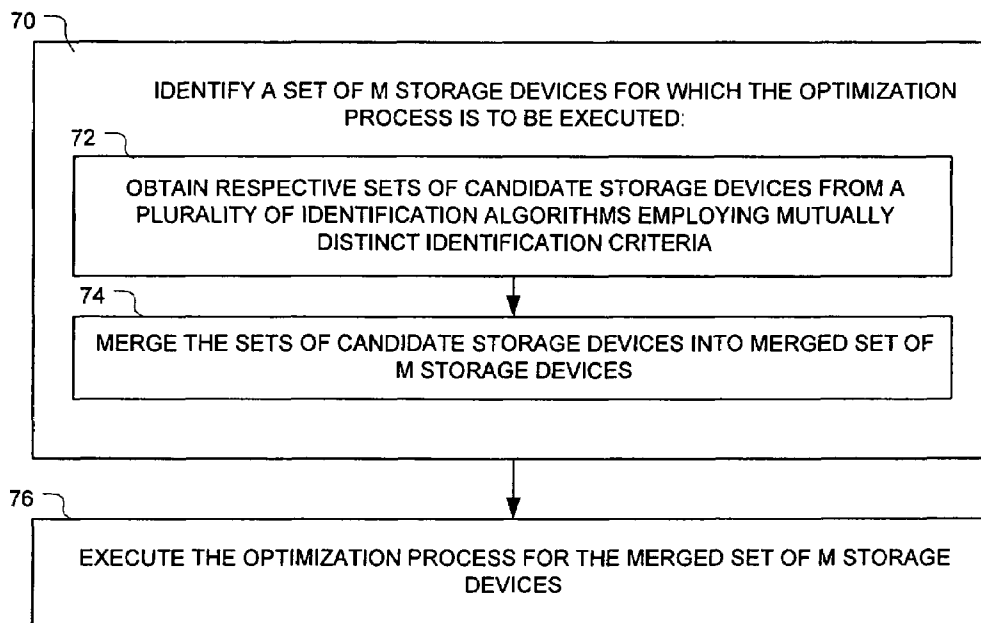 70
IDENTIFY A SET OF M STORAGE DEVICES FOR WHICH THE OPTIMIZATION
PROCESS IS TO BE EXECUTED:
72
OBTAIN RESPECTIVE SETS OF CANDIDATE STORAGE DEVICES FROM A
PLURALITY OF IDENTIFICATION ALGORITHMS EMPLOYING MUTUALLY
DISTINCT IDENTIFICATION CRITERIA
74
MERGE THE SETS OF CANDIDATE STORAGE DEVICES INTO MERGED SET OF
M STORAGE DEVICES
76
EXECUTE THE OPTIMIZATION PROCESS FOR THE MERGED SET OF M STORAGE
DEVICES